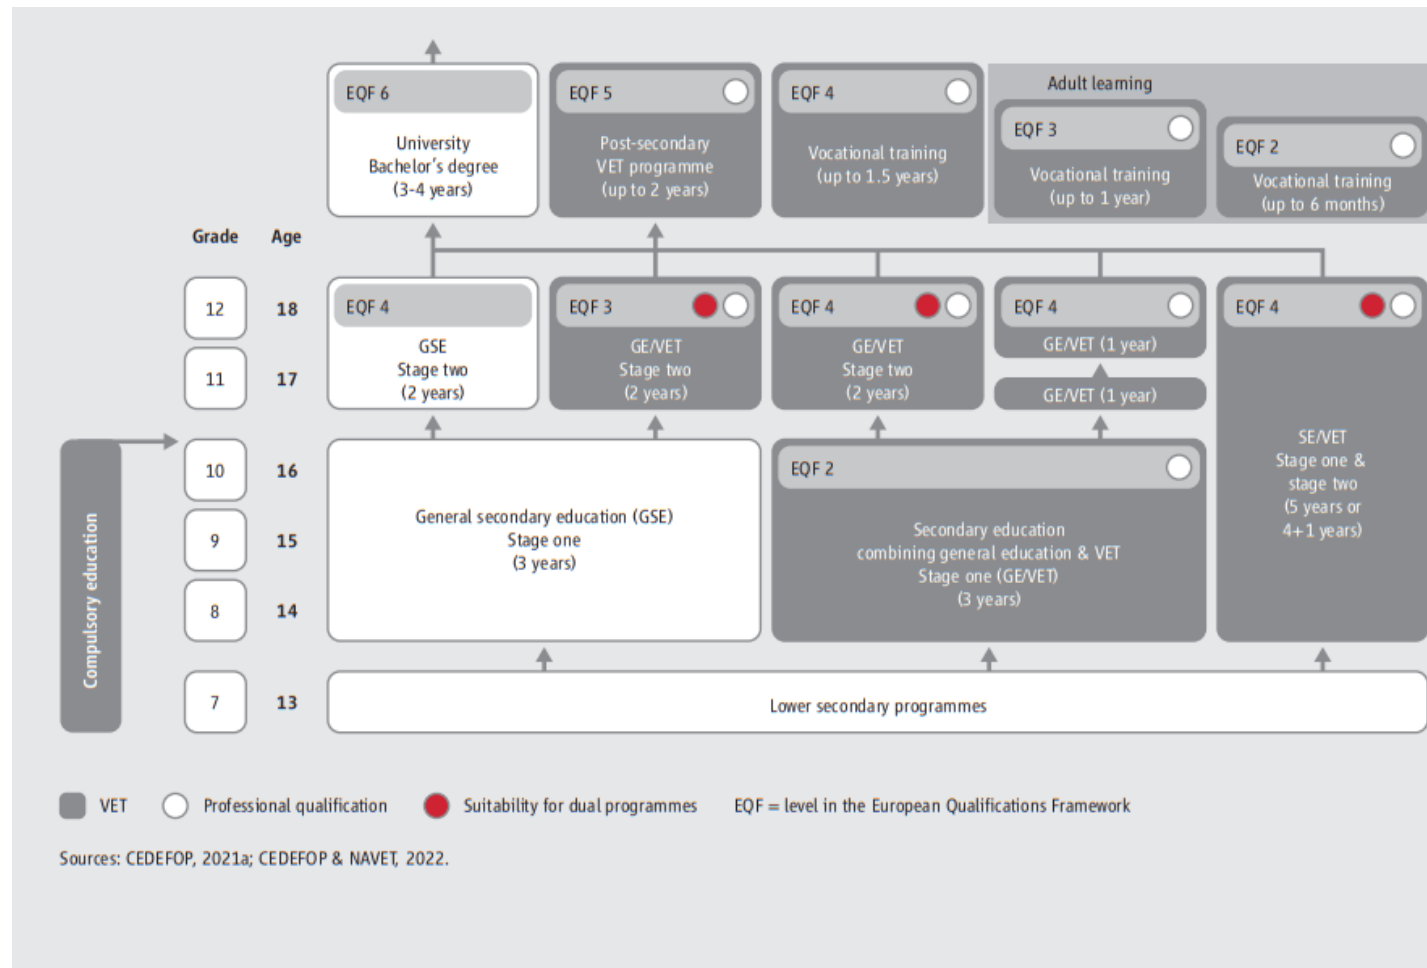 EQF 6
University
Bachelor's degree
(3-4 years)
EQF 5
Post-secondary
VET programme
(up to 2 years)
EQF 4
Vocational training
(up to 1.5 years)
Adult learning
EQF 3
Vocational training
(up to 1 year)
EQF 2
Vocational training
(up to 6 months)
Grade
Age
12
18
11
17
10
16
9
15
8
14
7
13
Compulsory education
EQF 4
GSE
Stage two
(2 years)
EQF 3
GE/VET
Stage two
(2 years)
EQF 4
GE/VET
Stage two
(2 years)
EQF 4
GE/VET (1 year)
GE/VET (1 year)
EQF 4
SE/VET
Stage one &
stage two
(5 years or
4+1 years)
General secondary education (GSE)
Stage one
(3 years)
EQF 2
Secondary education
combining general education & VET
Stage one (GE/VET)
(3 years)
Lower secondary programmes
VET
Professional qualification
Suitability for dual programmes
EQF = level in the European Qualifications Framework
Sources: CEDEFOP, 2021a; CEDEFOP & NAVET, 2022.